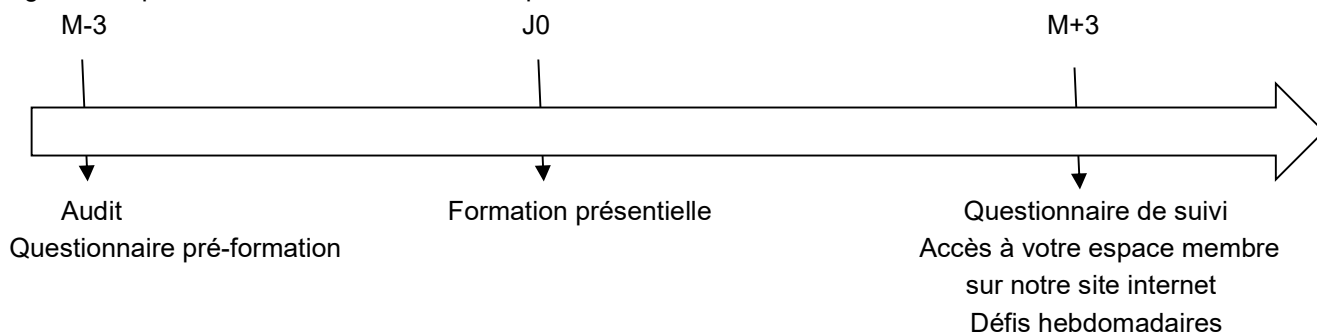 M-3 J0 M+3
Audit Formation présentielle Questionnaire de suivi
Questionnaire pré-formation Accès à votre espace membre
sur notre site internet
Défis hebdomadaires